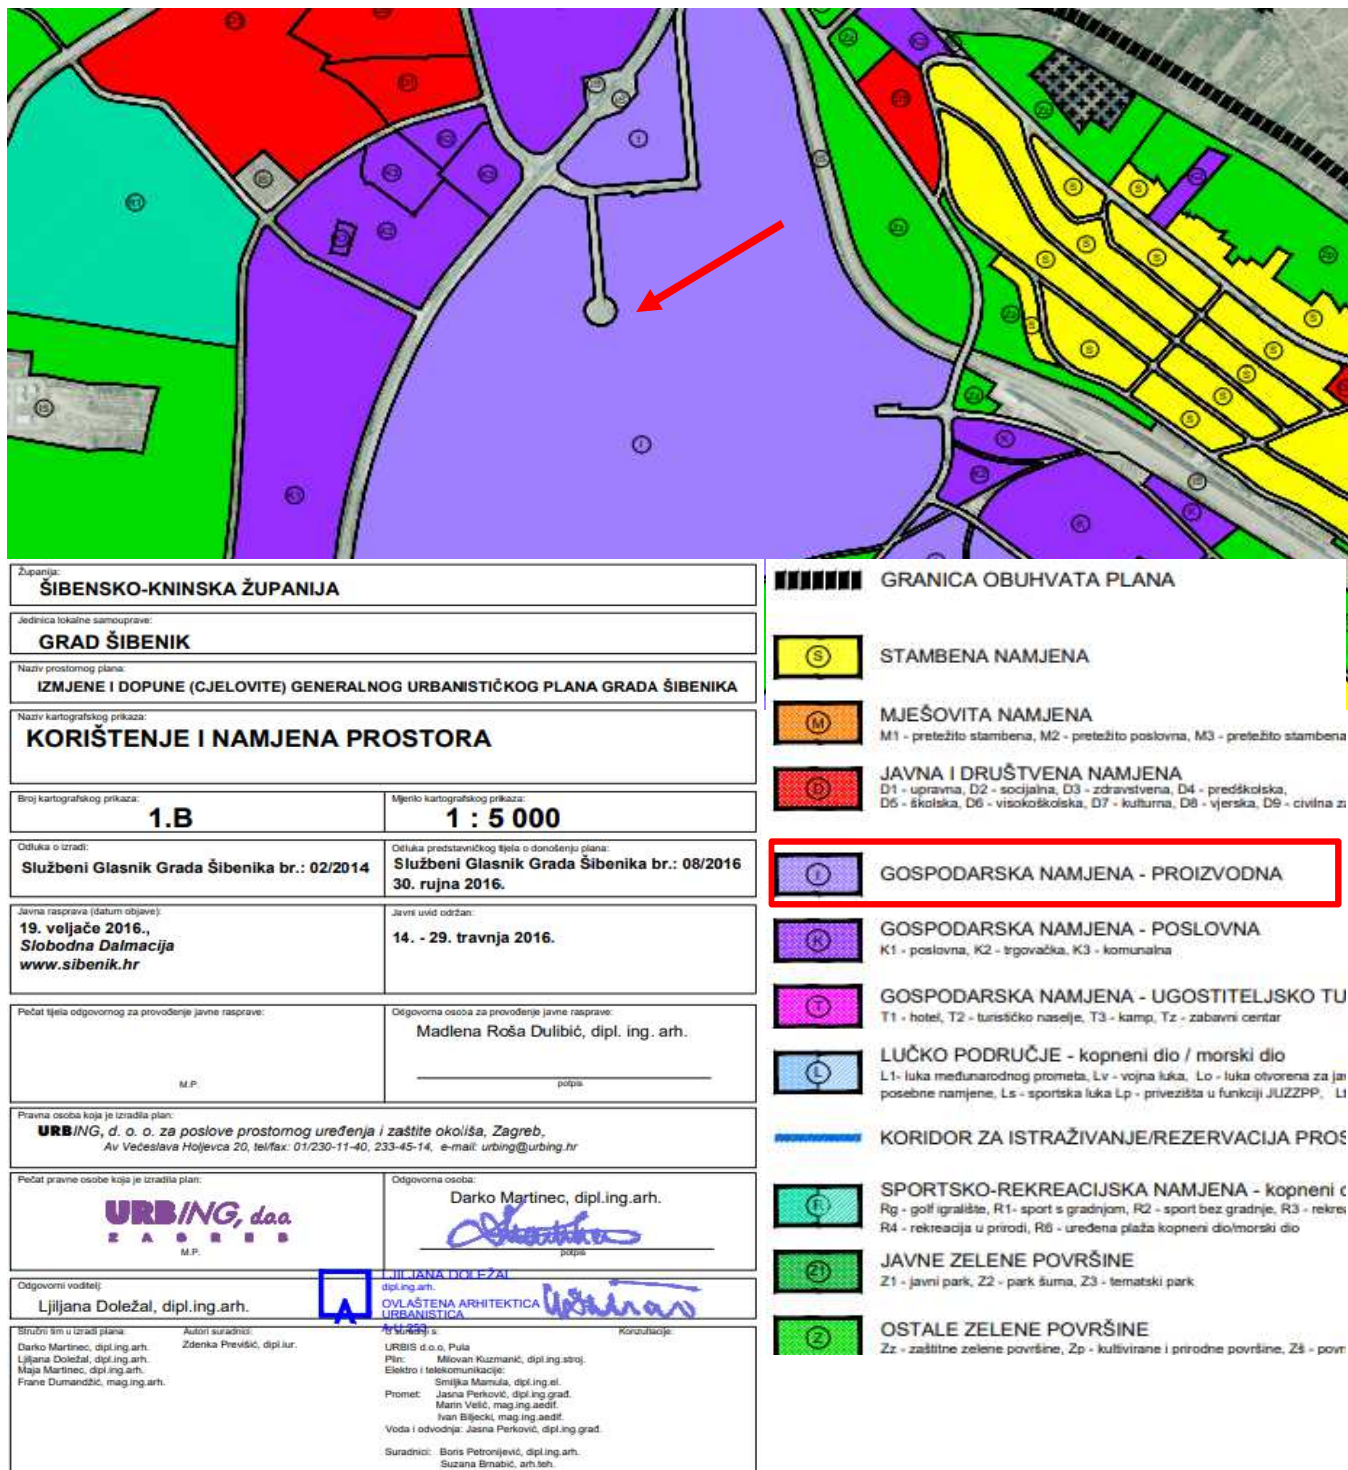 Županija:
ŠIBENSKO-KNINSKA ŽUPANIJA
Jedinica lokalne samouprave:
GRAD ŠIBENIK
Naziv prostornog plana:
IZMJENE I DOPUNE (CJELOVITE) GENERALNOG URBANISTIČKOG PLANA GRADA ŠIBENIKA
Naziv kartografskog prikaza:
KORIŠTENJE I NAMJENA PROSTORA
Broj kartografskog prikaza:
1.B
Mjerilo kartografskog prikaza:
1 : 5 000
Odluka o izradi:
Službeni Glasnik Grada Šibenika br.: 02/2014
Odluka predstavničkog tijela o donošenju plana:
Službeni Glasnik Grada Šibenika br.: 08/2016
30. rujna 2016.
Javna rasprava (datum objave):
19. veljače 2016.,
Slobodna Dalmacija
www.sibenik.hr
Javni uvid održan:
14. - 29. travnja 2016.
Pečat tijela odgovornog za provođenje javne rasprave:
M.P.
Odgovorna osoba za provođenje javne rasprave:
Madlena Roša Dulibić, dipl. ing. arh.
potpis
Pravna osoba koja je izradila plan:
URBING, d. o. o. za poslove prostornog uređenja i zaštite okoliša, Zagreb,
Av Većeslava Holjevca 20, tel/fax: 01/230-11-40, 233-45-14, e-mail: urbing@urbing.hr
Pečat pravne osobe koja je izradila plan:
URBING, d.o.o.
ZAGREB
M.P.
Odgovorna osoba:
Darko Martinec, dipl.ing.arh.
potpis
Odgovorni voditelj:
Ljiljana Doležal, dipl.ing.arh.
A
LJILJANA DOLEŽAL
dipl.ing.arh.
OVLAŠTENA ARHITEKTICA
URBANISTICA
Stručni tim u izradi plana:
Darko Martinec, dipl.ing.arh.
Ljiljana Doležal, dipl.ing.arh.
Maja Martinec, dipl.ing.arh.
Frane Dumandžić, mag.ing.arh.
Autori suradnici:
Zdenka Previšić, dipl.iur.
Konzultacije:
URBIS d.o.o, Pula
Plin: Milovan Kuzmanić, dipl.ing.stroj.
Elektro i telekomunikacije:
Smiljka Mamula, dipl.ing.el.
Promet: Jasna Perković, dipl.ing.građ.
Marin Velić, mag.ing.aedif.
Ivan Biljecki, mag.ing.aedif.
Voda i odvodnja: Jasna Perković, dipl.ing.građ.
Suradnici: Boris Petronijević, dipl.ing.arh.
Suzana Brnabić, arh.teh.
GRANICA OBUHVATA PLANA
S
STAMBENA NAMJENA
M
MJEŠOVITA NAMJENA
M1 - pretežito stambena, M2 - pretežito poslovna, M3 - pretežito stambena
D
JAVNA I DRUŠTVENA NAMJENA
D1 - upravna, D2 - socijalna, D3 - zdravstvena, D4 - predškolska,
D5 - školska, D6 - visokoškolska, D7 - kulturna, D8 - vjerska, D9 - civilna
I
GOSPODARSKA NAMJENA - PROIZVODNA
K
GOSPODARSKA NAMJENA - POSLOVNA
K1 - poslovna, K2 - trgovačka, K3 - komunalna
T
GOSPODARSKA NAMJENA - UGOSTITELJSKO TU
T1 - hotel, T2 - turističko naselje, T3 - kamp, Tz - zabavni centar
L
LUČKO PODRUČJE - kopneni dio / morski dio
L1- luka međunarodnog prometa, Lv - vojna luka, Lo - luka otvorena za
posebne namjene, Ls - sportska luka Lp - privezišta u funkciji JUZZPP,
KORIDOR ZA ISTRAŽIVANJE/REZERVACIJA PROS
R
SPORTSKO-REKREACIJSKA NAMJENA - kopneni
Rg - golf igralište, R1- sport s gradnjom, R2 - sport bez gradnje, R3 -
R4 - rekreacija u prirodi, R6 - uređena plaža kopneni dio/morski dio
Z1
JAVNE ZELENE POVRŠINE
Z1 - javni park, Z2 - park šuma, Z3 - tematski park
Z
OSTALE ZELENE POVRŠINE
Zz - zaštitne zelene površine, Zp - kultivirane i prirodne površine, Zš -